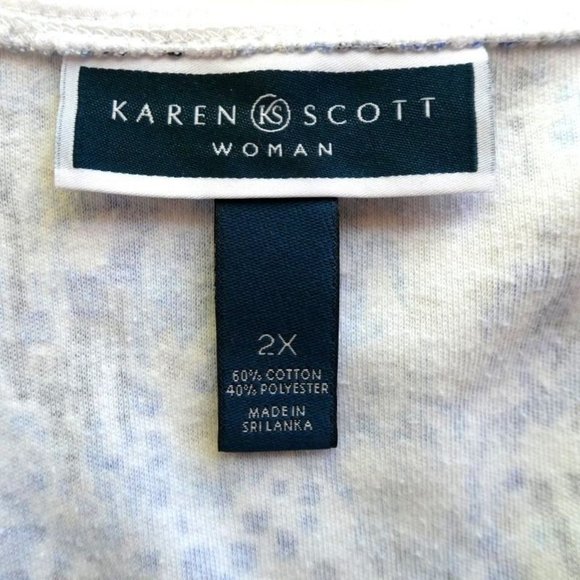 KAREN KS SCOTT
WOMAN
2X
60% COTTON
40% POLYESTER
MADE IN
SRI LANKA